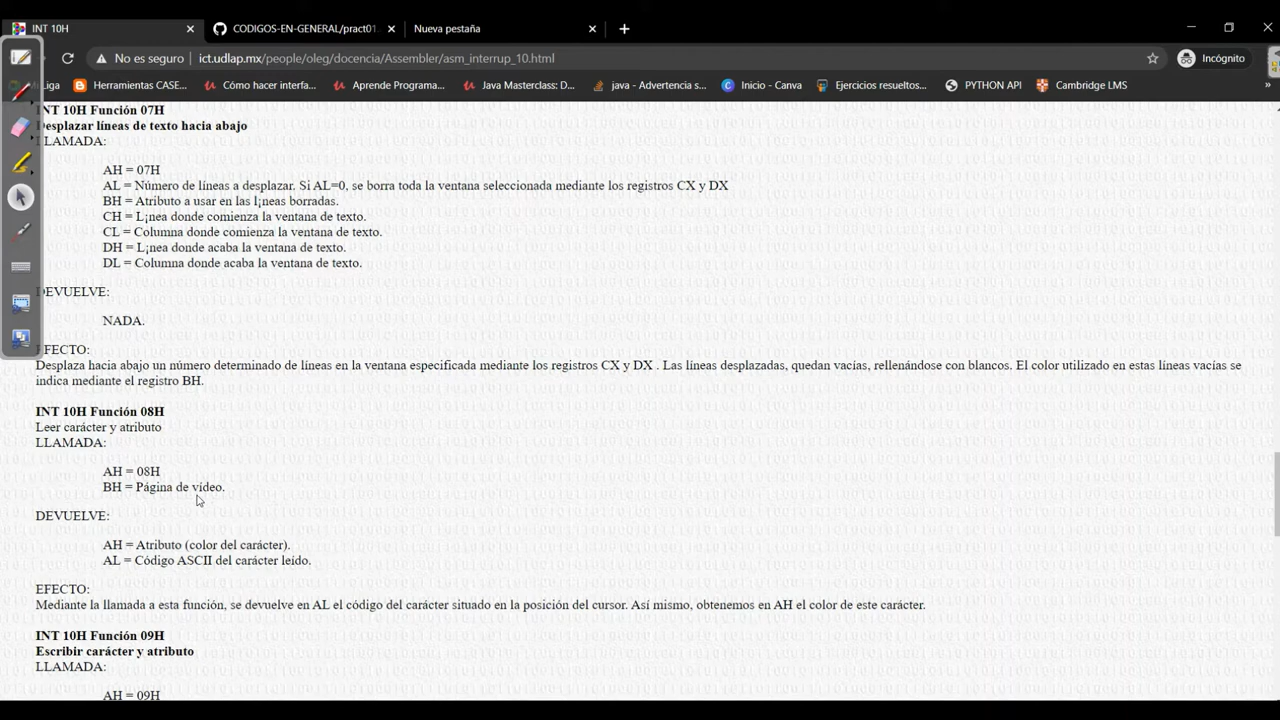 INT 10H
CODIGOS-EN-GENERAL/pract01.
Nueva pestaña
No es seguro
ict.udlap.mx/people/oleg/docencia/Assembler/asm_interrup_10.html
Incógnito
Liga
Herramientas CASE...
Cómo hacer interfa...
Aprende Programa...
Java Masterclass: D...
java - Advertencia s...
Inicio - Canva
Ejercicios resueltos...
PYTHON API
Cambridge LMS
»
INT 10H Función 07H
Desplazar líneas de texto hacia abajo
LLAMADA:
AH = 07H
AL = Número de líneas a desplazar. Si AL=0, se borra toda la ventana seleccionada mediante los registros CX y DX
BH = Atributo a usar en las l¡neas borradas.
CH = L¡nea donde comienza la ventana de texto.
CL = Columna donde comienza la ventana de texto.
DH = L¡nea donde acaba la ventana de texto.
DL = Columna donde acaba la ventana de texto.
DEVUELVE:
NADA.
EFECTO:
Desplaza hacia abajo un número determinado de líneas en la ventana especificada mediante los registros CX y DX . Las líneas desplazadas, quedan vacías, rellenándose con blancos. El color utilizado en estas líneas vacías se
indica mediante el registro BH.
INT 10H Función 08H
Leer carácter y atributo
LLAMADA:
AH = 08H
BH = Página de vídeo.
DEVUELVE:
AH = Atributo (color del carácter).
AL = Código ASCII del carácter leído.
EFECTO:
Mediante la llamada a esta función, se devuelve en AL el código del carácter situado en la posición del cursor. Así mismo, obtenemos en AH el color de este carácter.
INT 10H Función 09H
Escribir carácter y atributo
LLAMADA:
AH = 09H